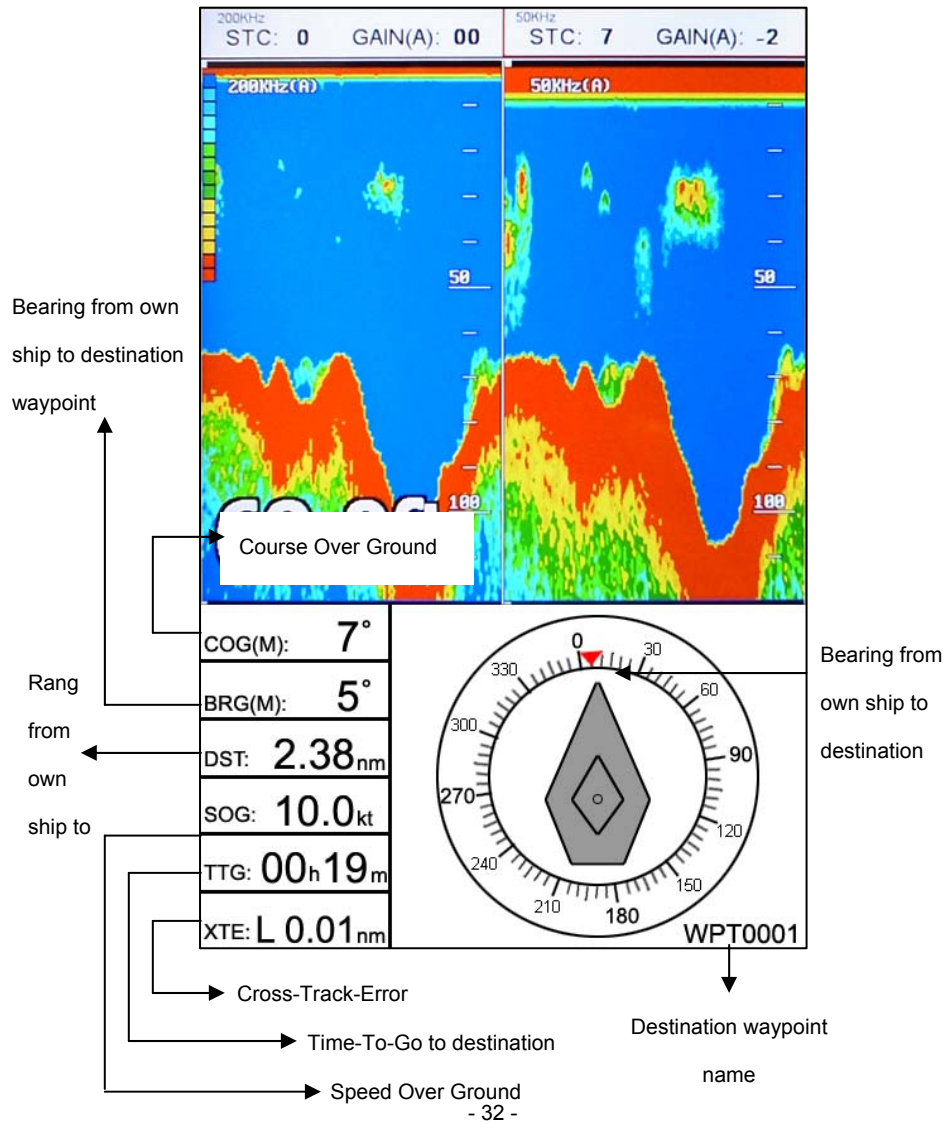 200KHz
STC: 0 GAIN(A): 00
50KHz
STC: 7 GAIN(A): -2
200KHz(A)
50KHz(A)
50
50
100
100
Bearing from own
ship to destination
waypoint
Course Over Ground
COG(M): 7°
BRG(M): 5°
DST: 2.38nm
SOG: 10.0kt
TTG: 00h19m
XTE: L 0.01nm
Rang
from
own
ship to
0
30
60
90
120
150
180
210
240
270
300
330
WPT0001
Bearing from
own ship to
destination
Cross-Track-Error
Time-To-Go to destination
Speed Over Ground
Destination waypoint
name
- 32 -